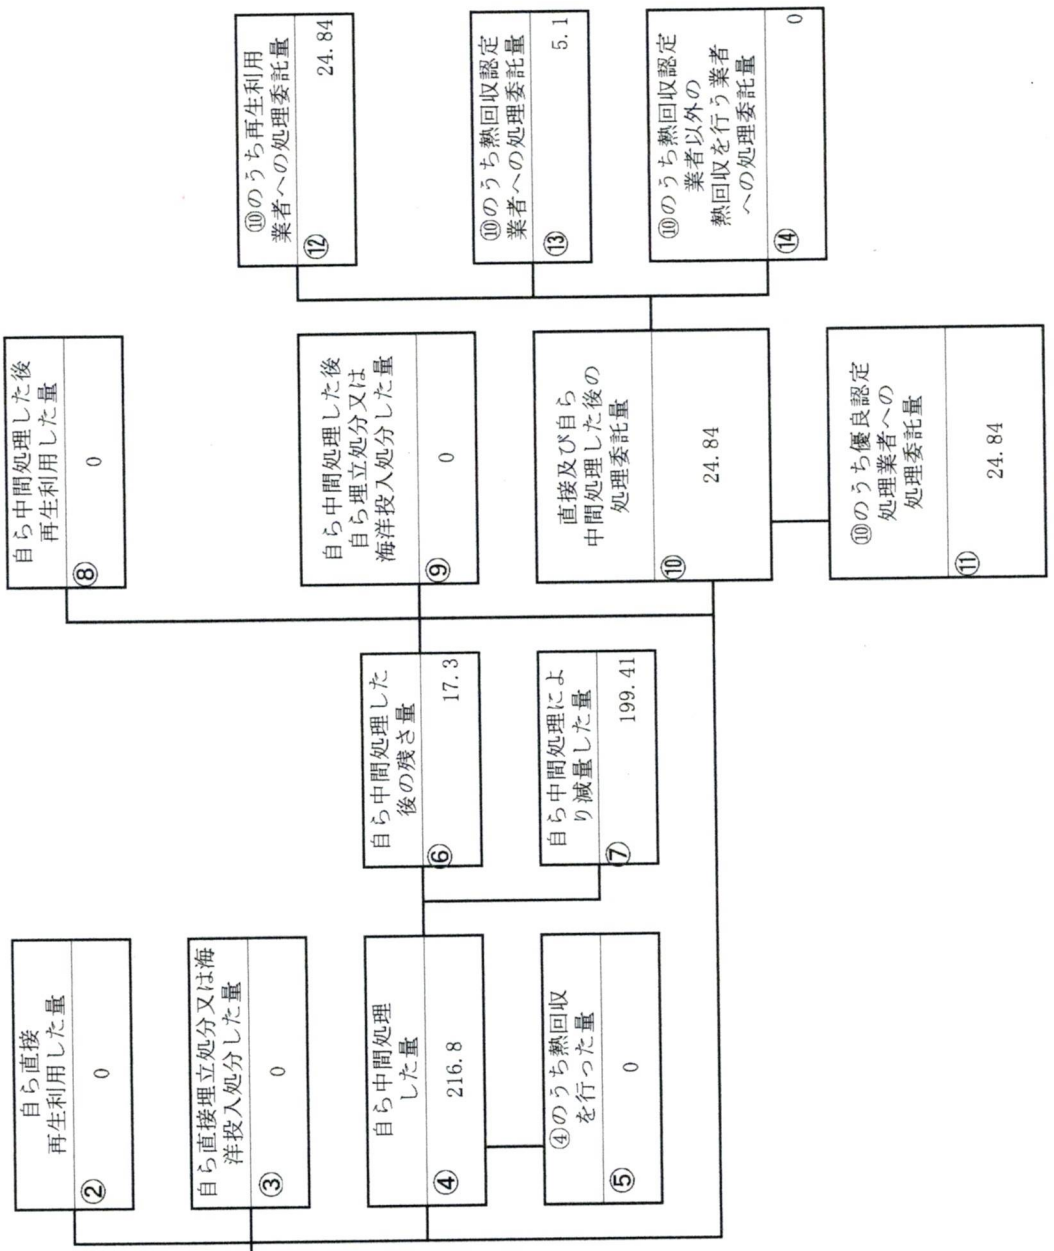 自ら直接
再生利用した量
②
0
自ら直接埋立処分又は海
洋投入処分した量
③
0
自ら中間処理
した量
④
216.8
④のうち熱回収
を行った量
⑤
0
自ら中間処理した
後の残さ量
⑥
17.3
自ら中間処理によ
り減量した量
⑦
199.41
自ら中間処理した後
再生利用した量
⑧
0
自ら中間処理した後
自ら埋立処分又は
海洋投入処分した量
⑨
0
直接及び自ら
中間処理した後の
処理委託量
⑩
24.84
⑩のうち優良認定
処理業者への
処理委託量
⑪
24.84
⑩のうち再生利用
業者への処理委託量
⑫
24.84
⑩のうち熱回収認定
業者への処理委託量
⑬
5.1
⑩のうち熱回収認定
業者以外の
熱回収を行う業者
への処理委託量
⑭
0